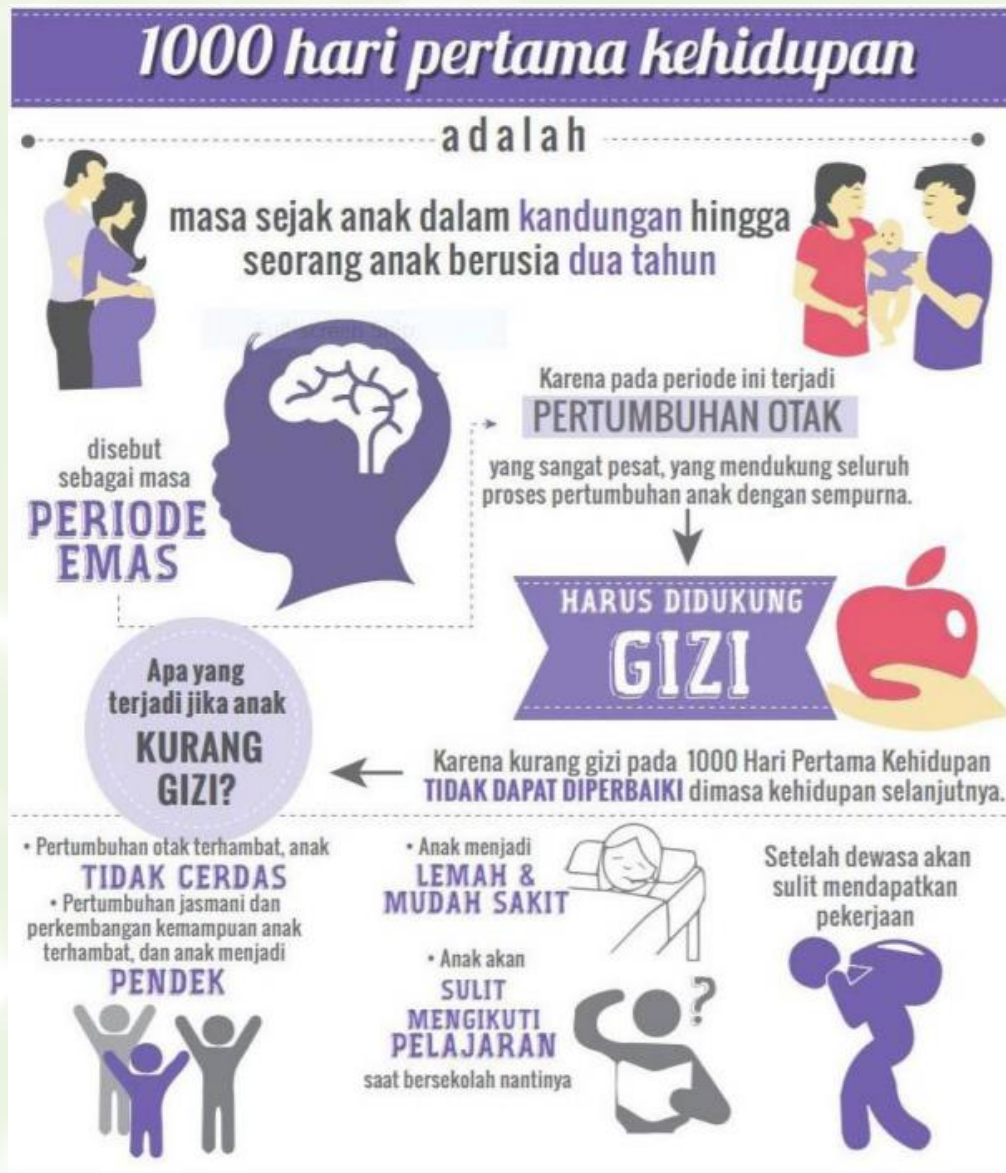 1000 hari pertama kehidupan
adalah
masa sejak anak dalam kandungan hingga
seorang anak berusia dua tahun
disebut
sebagai masa
PERIODE
EMAS
Karena pada periode ini terjadi
PERTUMBUHAN OTAK
yang sangat pesat, yang mendukung seluruh
proses pertumbuhan anak dengan sempurna.
HARUS DIDUKUNG
GIZI
Karena kurang gizi pada 1000 Hari Pertama Kehidupan
TIDAK DAPAT DIPERBAIKI dimasa kehidupan selanjutnya.
Apa yang
terjadi jika anak
KURANG
GIZI?
• Pertumbuhan otak terhambat, anak
TIDAK CERDAS
• Pertumbuhan jasmani dan
perkembangan kemampuan anak
terhambat, dan anak menjadi
PENDEK
• Anak menjadi
LEMAH &
MUDAH SAKIT
• Anak akan
SULIT
MENGIKUTI
PELAJARAN
saat bersekolah nantinya
?
Setelah dewasa akan
sulit mendapatkan
pekerjaan